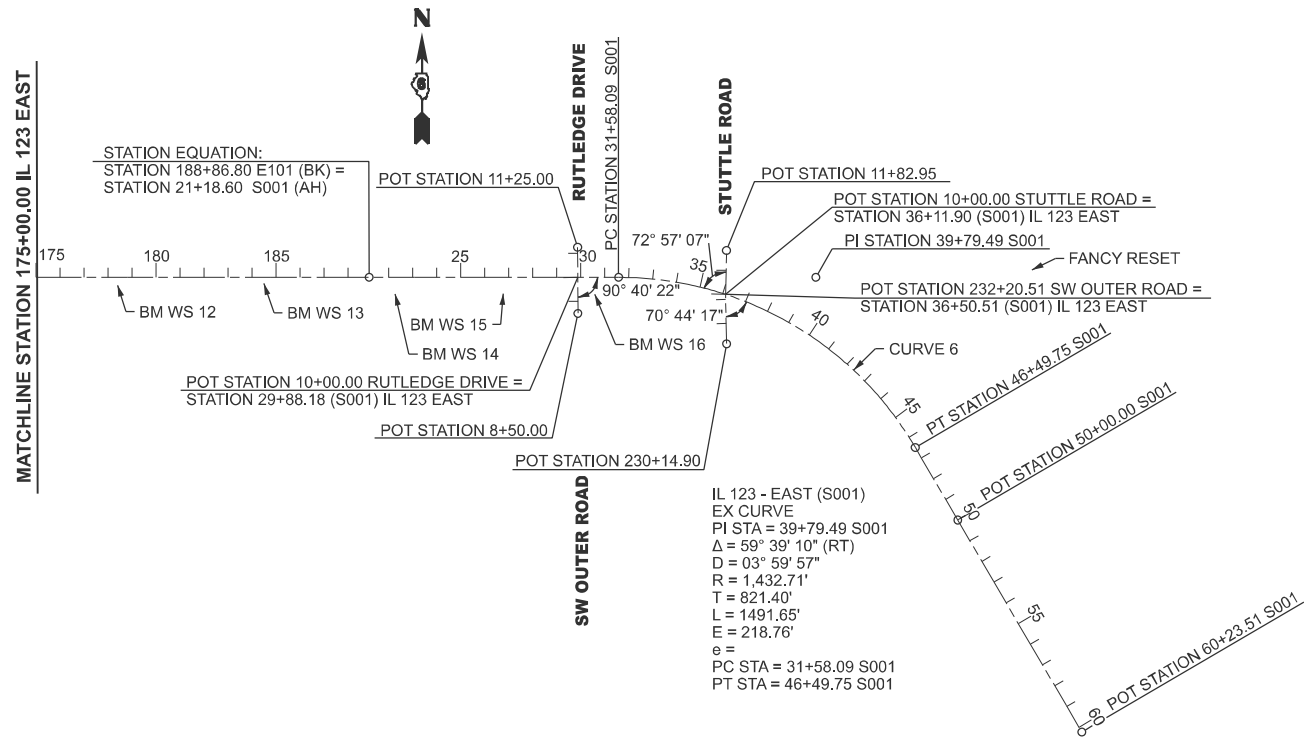 N
6
MATCHLINE STATION 175+00.00 IL 123 EAST
STATION EQUATION:
STATION 188+86.80 E101 (BK) =
STATION 21+18.60 S001 (AH)
POT STATION 11+25.00
RUTLEDGE DRIVE
PC STATION 31+58.09 S001
STUTTLE ROAD
POT STATION 11+82.95
POT STATION 10+00.00 STUTTLE ROAD =
STATION 36+11.90 (S001) IL 123 EAST
PI STATION 39+79.49 S001
FANCY RESET
72° 57' 07"
175
180
185
25
30
35
90° 40' 22"
POT STATION 232+20.51 SW OUTER ROAD =
STATION 36+50.51 (S001) IL 123 EAST
70° 44' 17"
40
BM WS 12
BM WS 13
BM WS 14
BM WS 15
BM WS 16
CURVE 6
POT STATION 10+00.00 RUTLEDGE DRIVE =
STATION 29+88.18 (S001) IL 123 EAST
POT STATION 8+50.00
POT STATION 230+14.90
SW OUTER ROAD
45
PT STATION 46+49.75 S001
50
POT STATION 50+00.00 S001
55
60
POT STATION 60+23.51 S001
IL 123 - EAST (S001)
EX CURVE
PI STA = 39+79.49 S001
Δ = 59° 39' 10" (RT)
D = 03° 59' 57"
R = 1,432.71'
T = 821.40'
L = 1491.65'
E = 218.76'
e =
PC STA = 31+58.09 S001
PT STA = 46+49.75 S001